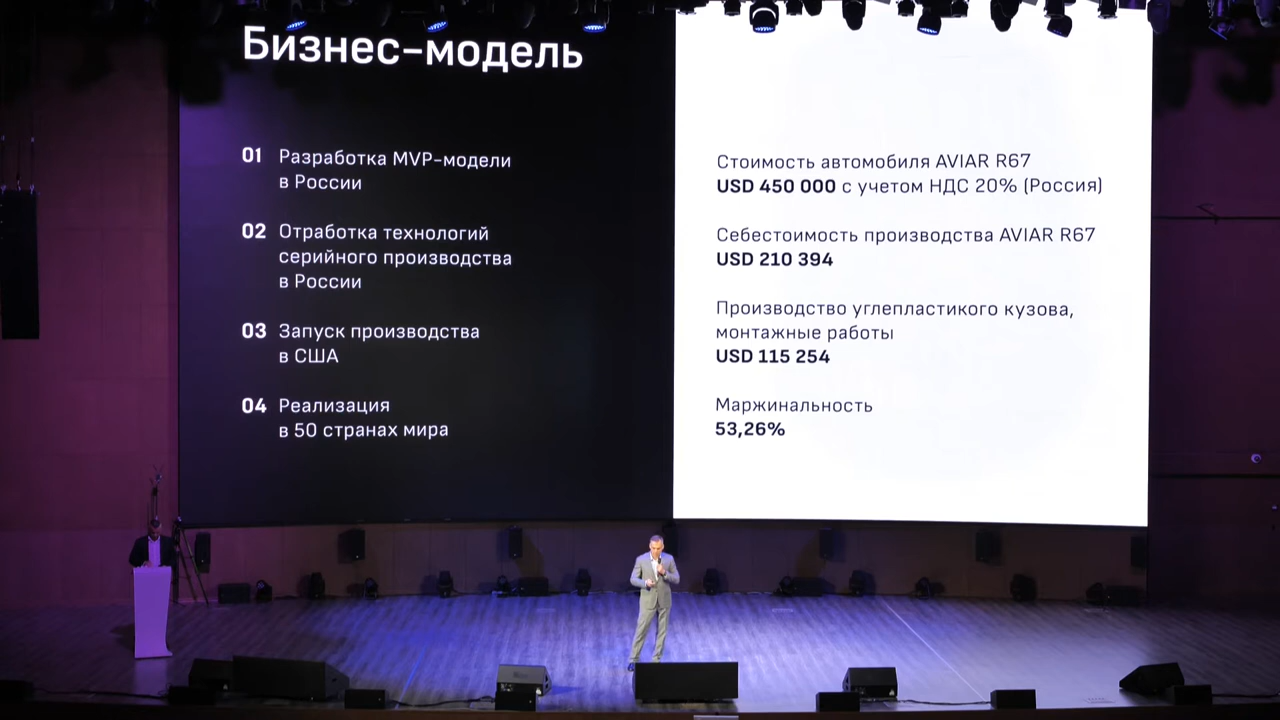 Бизнес-модель
01 Разработка MVP-модели
в России
02 Отработка технологий
серийного производства
в России
03 Запуск производства
в США
04 Реализация
в 50 странах мира
Стоимость автомобиля AVIAR R67
USD 450 000 с учетом НДС 20% (Россия)
Себестоимость производства AVIAR R67
USD 210 394
Производство углепластикого кузова,
монтажные работы
USD 115 254
Маржинальность
53,26%